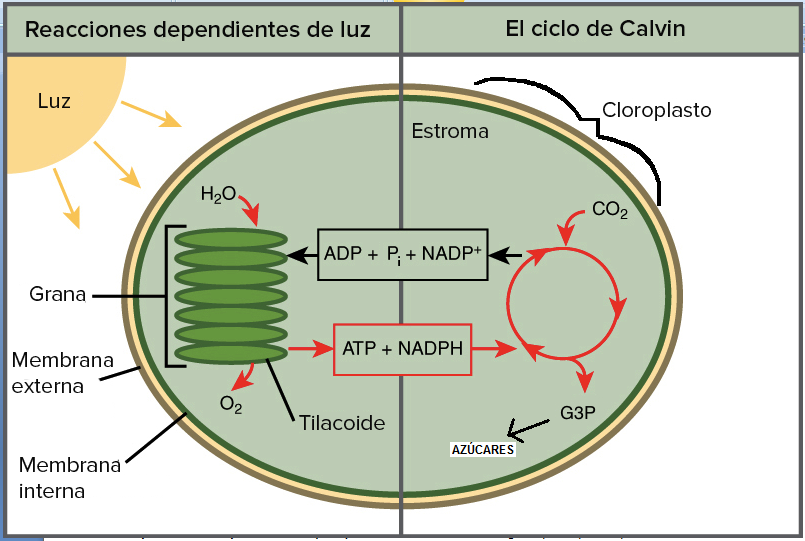 Reacciones dependientes de luz
El ciclo de Calvin
Luz
Cloroplasto
Estroma
H₂O
CO₂
ADP + Pᵢ + NADP⁺
Grana
ATP + NADPH
Membrana
externa
O₂
Tilacoide
G3P
AZÚCARES
Membrana
interna